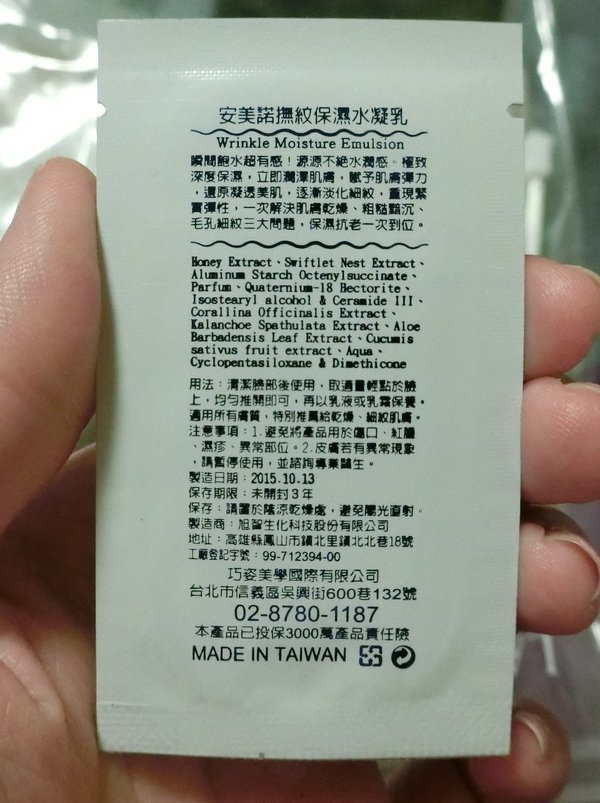 安美諾撫紋保濕水凝乳
Wrinkle Moisture Emulsion
瞬間飽水超有感！源源不絕水潤感。極致
深度保濕，立即潤澤肌膚，賦予肌膚彈力
，還原凝透美肌，逐漸淡化細紋，重現緊
實彈性，一次解決肌膚乾燥、粗糙黯沉、
毛孔細紋三大問題，保濕抗老一次到位。
Honey Extract、Swiftlet Nest Extract、
Aluminum Starch Octenylsuccinate、
Parfum、Quaternium-18 Hectorite、
Isostearyl alcohol & Ceramide III、
Corallina Officinalis Extract、
Kalanchoe Spathulata Extract、Aloe
Barbadensis Leaf Extract、Cucumis
sativus fruit extract、Aqua、
Cyclopentasiloxane & Dimethicone
用法：清潔臉部後使用，取適量輕點於臉
上，均勻推開即可，再以乳液或乳霜保養。
適用所有膚質，特別推薦給乾燥、細紋肌膚。
注意事項：1.避免將產品用於傷口、紅腫
、濕疹、異常部位。2.皮膚若有異常現象
，請暫停使用，並諮詢專業醫生。
製造日期：2015.10.13
保存期限：未開封3年
保存：請置於陰涼乾燥處，避免陽光直射。
製造商：旭智生化科技股份有限公司
地址：高雄縣鳳山市鎮北里鎮北北巷18號
工廠登記字號：99-712394-00
巧姿美學國際有限公司
台北市信義區吳興街600巷132號
02-8780-1187
本產品已投保3000萬產品責任險
MADE IN TAIWAN